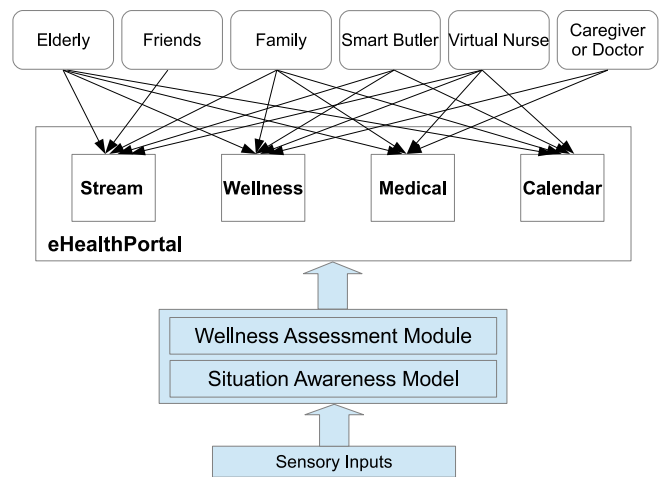 Elderly
Friends
Family
Smart Butler
Virtual Nurse
Caregiver
or Doctor
Stream
Wellness
Medical
Calendar
eHealthPortal
Wellness Assessment Module
Situation Awareness Model
Sensory Inputs